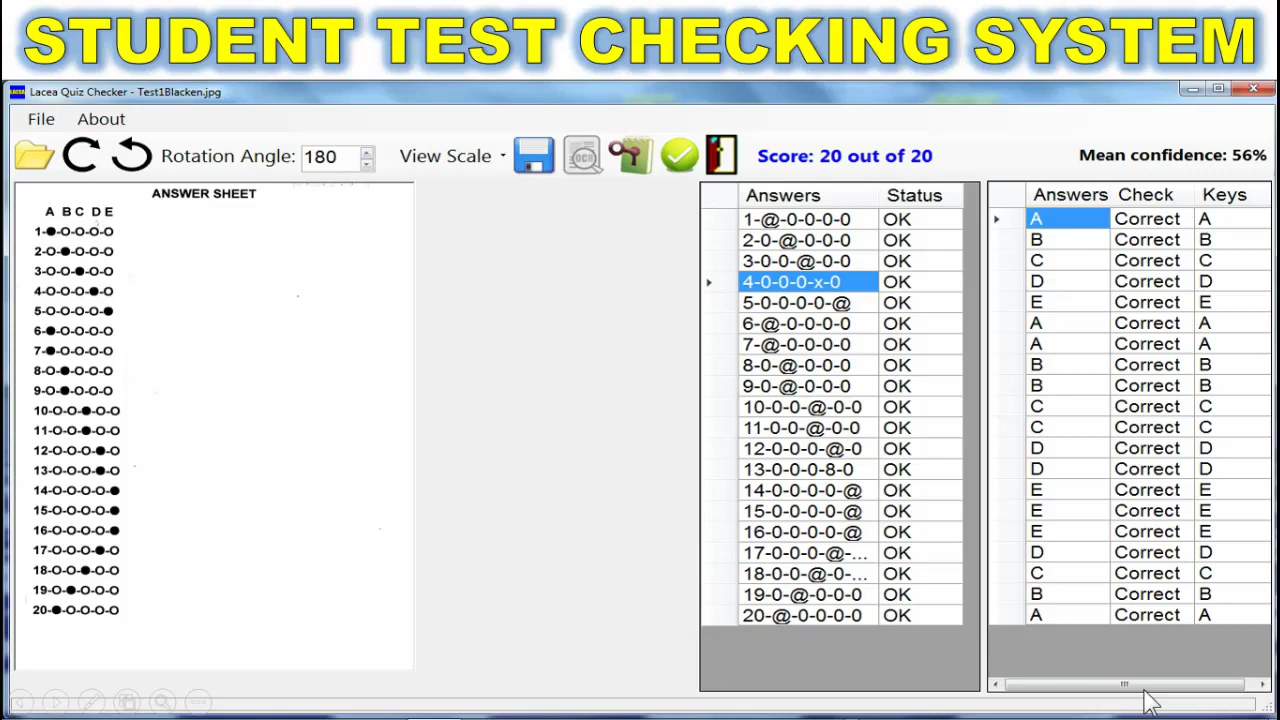 STUDENT TEST CHECKING SYSTEM
LACEA Lacea Quiz Checker - Test1Blacken.jpg
File About
Rotation Angle: 180 View Scale OCR Score: 20 out of 20 Mean confidence: 56%
ANSWER SHEET
A B C D E
1-●-O-O-O-O
2-O-●-O-O-O
3-O-O-●-O-O
4-O-O-O-●-O
5-O-O-O-O-●
6-●-O-O-O-O
7-●-O-O-O-O
8-O-●-O-O-O
9-O-●-O-O-O
10-O-O-●-O-O
11-O-O-●-O-O
12-O-O-O-●-O
13-O-O-O-●-O
14-O-O-O-O-●
15-O-O-O-O-●
16-O-O-O-O-●
17-O-O-O-●-O
18-O-O-●-O-O
19-O-●-O-O-O
20-●-O-O-O-O
Answers Status
1-@-0-0-0-0 OK
2-0-@-0-0-0 OK
3-0-0-@-0-0 OK
4-0-0-0-x-0 OK
5-0-0-0-0-@ OK
6-@-0-0-0-0 OK
7-@-0-0-0-0 OK
8-0-@-0-0-0 OK
9-0-@-0-0-0 OK
10-0-0-@-0-0 OK
11-0-0-@-0-0 OK
12-0-0-0-@-0 OK
13-0-0-0-8-0 OK
14-0-0-0-0-@ OK
15-0-0-0-0-@ OK
16-0-0-0-0-@ OK
17-0-0-0-@-... OK
18-0-0-@-0-... OK
19-0-@-0-0-0 OK
20-@-0-0-0-0 OK
Answers Check Keys
A Correct A
B Correct B
C Correct C
D Correct D
E Correct E
A Correct A
A Correct A
B Correct B
B Correct B
C Correct C
C Correct C
D Correct D
D Correct D
E Correct E
E Correct E
E Correct E
D Correct D
C Correct C
B Correct B
A Correct A